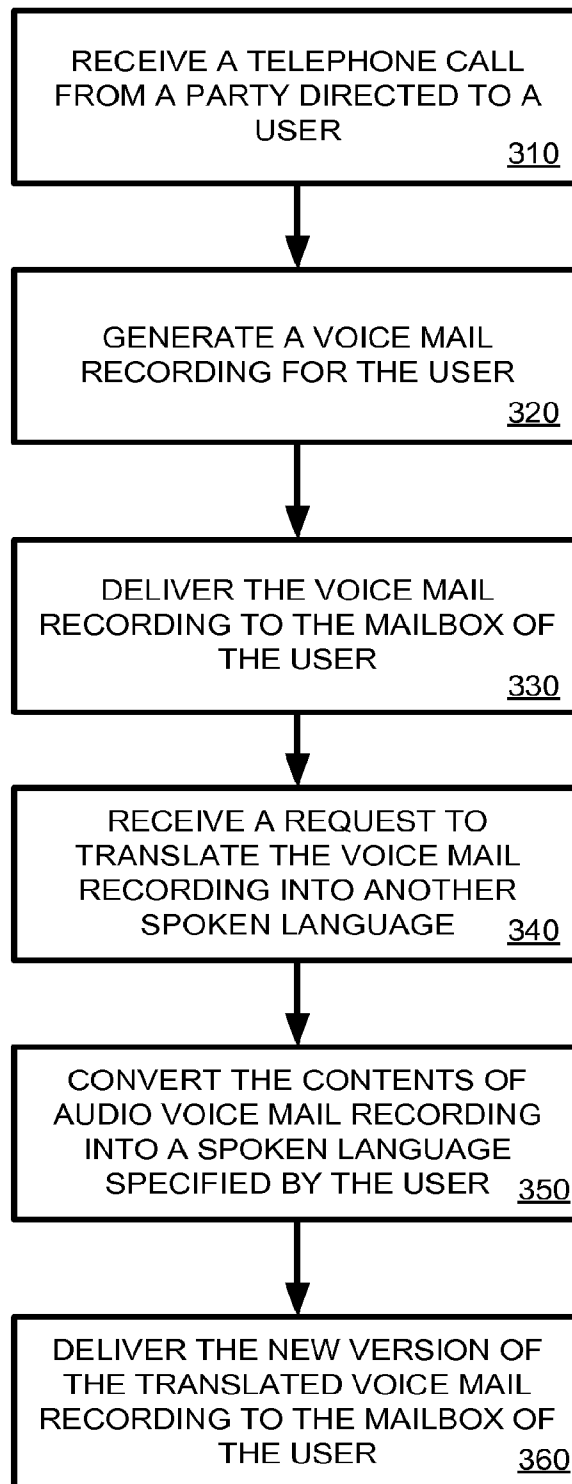 RECEIVE A TELEPHONE CALL
FROM A PARTY DIRECTED TO A
USER
310
GENERATE A VOICE MAIL
RECORDING FOR THE USER
320
DELIVER THE VOICE MAIL
RECORDING TO THE MAILBOX OF
THE USER
330
RECEIVE A REQUEST TO
TRANSLATE THE VOICE MAIL
RECORDING INTO ANOTHER
SPOKEN LANGUAGE 340
CONVERT THE CONTENTS OF
AUDIO VOICE MAIL RECORDING
INTO A SPOKEN LANGUAGE
SPECIFIED BY THE USER 350
DELIVER THE NEW VERSION OF
THE TRANSLATED VOICE MAIL
RECORDING TO THE MAILBOX OF
THE USER 360